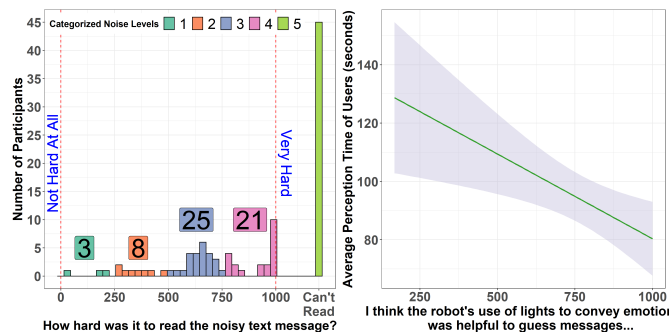 Categorized Noise Levels 1 2 3 4 5
Number of Participants
45
40
35
30
25
20
15
10
5
0
Not Hard At All
Very Hard
3
8
25
21
0 250 500 750 1000 Can't
Read
How hard was it to read the noisy text message?
Average Perception Time of Users (seconds)
140
120
100
80
250 500 750 1000
I think the robot's use of lights to convey emotio
was helpful to guess messages...